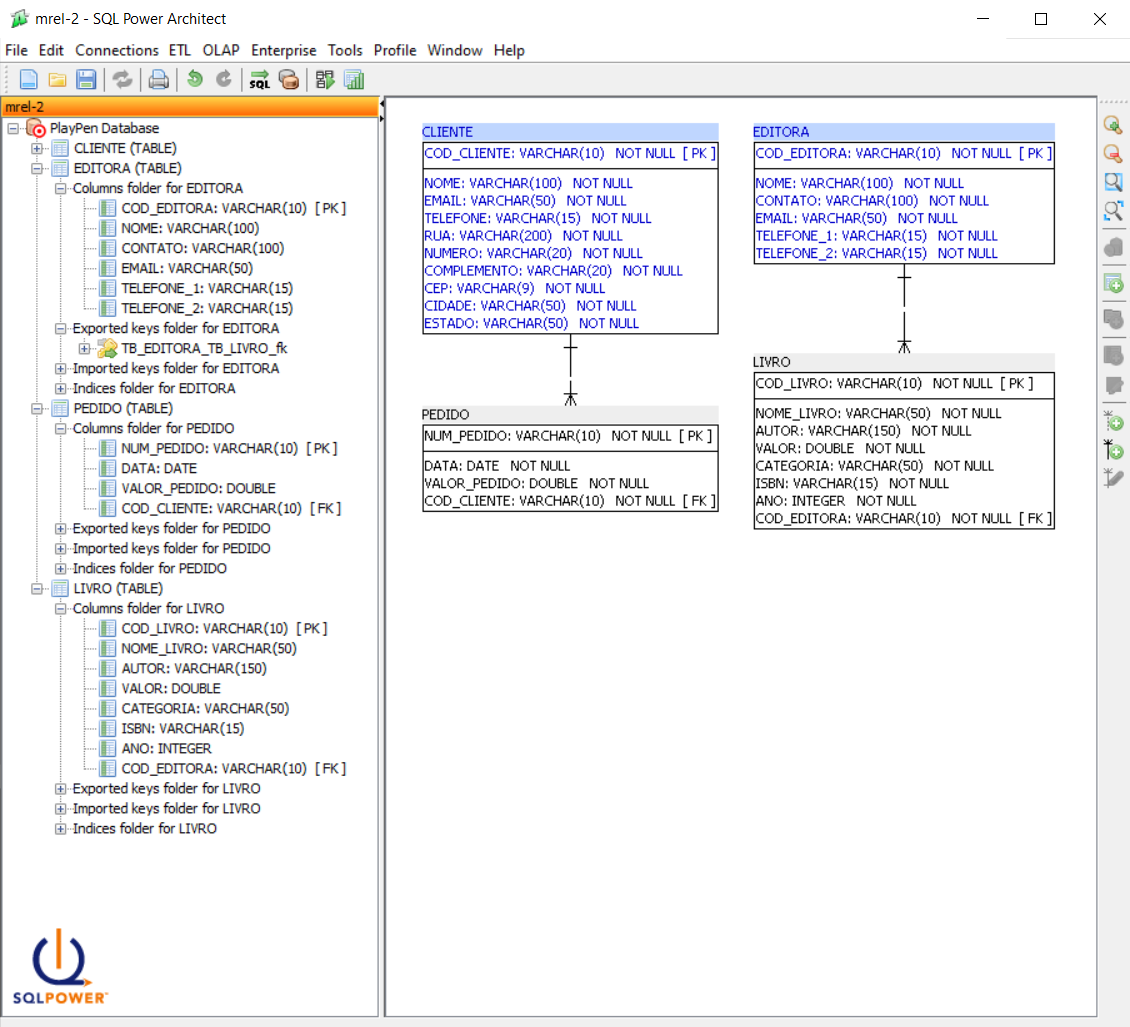 mrel-2 - SQL Power Architect
File Edit Connections ETL OLAP Enterprise Tools Profile Window Help
SQL
mrel-2
PlayPen Database
CLIENTE (TABLE)
EDITORA (TABLE)
Columns folder for EDITORA
COD_EDITORA: VARCHAR(10) [ PK ]
NOME: VARCHAR(100)
CONTATO: VARCHAR(100)
EMAIL: VARCHAR(50)
TELEFONE_1: VARCHAR(15)
TELEFONE_2: VARCHAR(15)
Exported keys folder for EDITORA
TB_EDITORA_TB_LIVRO_fk
Imported keys folder for EDITORA
Indices folder for EDITORA
PEDIDO (TABLE)
Columns folder for PEDIDO
NUM_PEDIDO: VARCHAR(10) [ PK ]
DATA: DATE
VALOR_PEDIDO: DOUBLE
COD_CLIENTE: VARCHAR(10) [ FK ]
Exported keys folder for PEDIDO
Imported keys folder for PEDIDO
Indices folder for PEDIDO
LIVRO (TABLE)
Columns folder for LIVRO
COD_LIVRO: VARCHAR(10) [ PK ]
NOME_LIVRO: VARCHAR(50)
AUTOR: VARCHAR(150)
VALOR: DOUBLE
CATEGORIA: VARCHAR(50)
ISBN: VARCHAR(15)
ANO: INTEGER
COD_EDITORA: VARCHAR(10) [ FK ]
Exported keys folder for LIVRO
Imported keys folder for LIVRO
Indices folder for LIVRO
SQLPOWER
CLIENTE
COD_CLIENTE: VARCHAR(10) NOT NULL [ PK ]
NOME: VARCHAR(100) NOT NULL
EMAIL: VARCHAR(50) NOT NULL
TELEFONE: VARCHAR(15) NOT NULL
RUA: VARCHAR(200) NOT NULL
NUMERO: VARCHAR(20) NOT NULL
COMPLEMENTO: VARCHAR(20) NOT NULL
CEP: VARCHAR(9) NOT NULL
CIDADE: VARCHAR(50) NOT NULL
ESTADO: VARCHAR(50) NOT NULL
PEDIDO
NUM_PEDIDO: VARCHAR(10) NOT NULL [ PK ]
DATA: DATE NOT NULL
VALOR_PEDIDO: DOUBLE NOT NULL
COD_CLIENTE: VARCHAR(10) NOT NULL [ FK ]
EDITORA
COD_EDITORA: VARCHAR(10) NOT NULL [ PK ]
NOME: VARCHAR(100) NOT NULL
CONTATO: VARCHAR(100) NOT NULL
EMAIL: VARCHAR(50) NOT NULL
TELEFONE_1: VARCHAR(15) NOT NULL
TELEFONE_2: VARCHAR(15) NOT NULL
LIVRO
COD_LIVRO: VARCHAR(10) NOT NULL [ PK ]
NOME_LIVRO: VARCHAR(50) NOT NULL
AUTOR: VARCHAR(150) NOT NULL
VALOR: DOUBLE NOT NULL
CATEGORIA: VARCHAR(50) NOT NULL
ISBN: VARCHAR(15) NOT NULL
ANO: INTEGER NOT NULL
COD_EDITORA: VARCHAR(10) NOT NULL [ FK ]